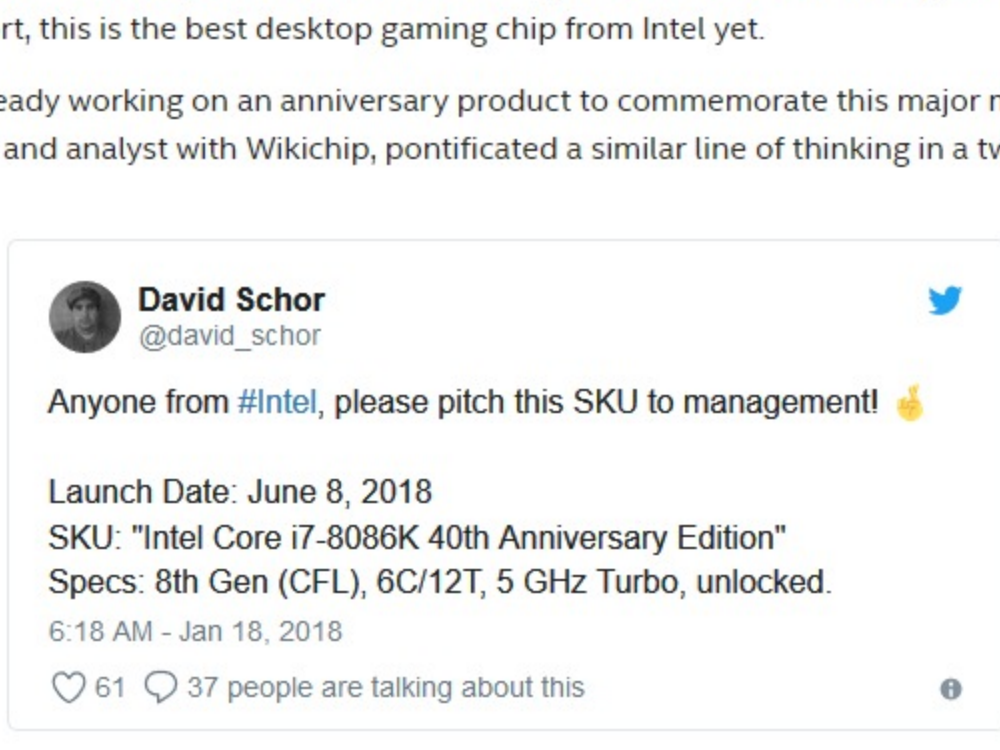 rt, this is the best desktop gaming chip from Intel yet.
eady working on an anniversary product to commemorate this major
and analyst with Wikichip, pontificated a similar line of thinking in a
David Schor
@david_schor
Anyone from #Intel, please pitch this SKU to management! 🤞
Launch Date: June 8, 2018
SKU: "Intel Core i7-8086K 40th Anniversary Edition"
Specs: 8th Gen (CFL), 6C/12T, 5 GHz Turbo, unlocked.
6:18 AM - Jan 18, 2018
61 37 people are talking about this